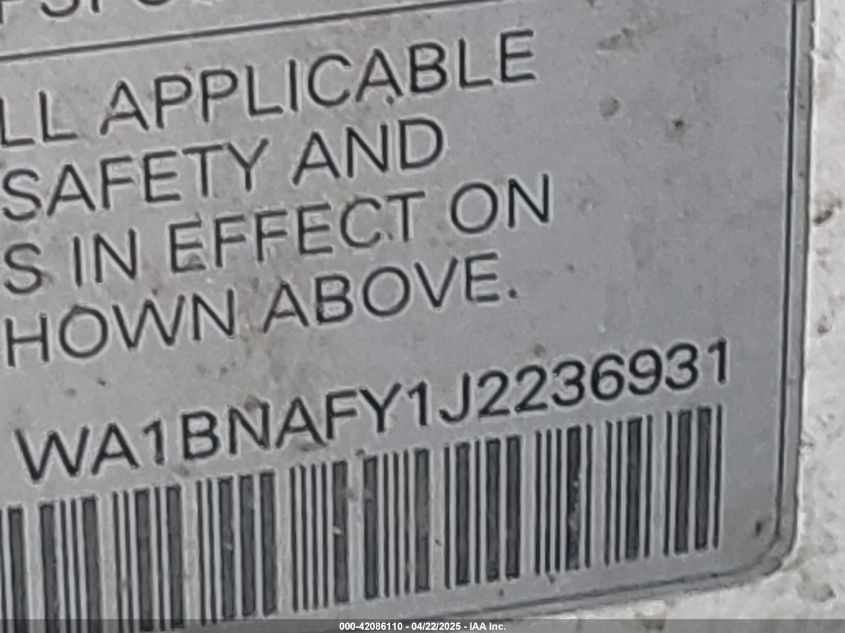 LL APPLICABLE
SAFETY AND
S IN EFFECT ON
HOWN ABOVE.
WA1BNAFY1J2236931
000-42086110 - 04/22/2025 - IAA Inc.